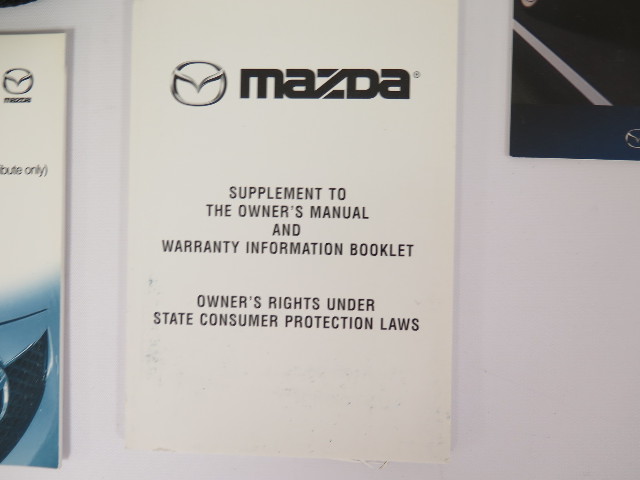 mazda
ibute only)
mazda
SUPPLEMENT TO
THE OWNER'S MANUAL
AND
WARRANTY INFORMATION BOOKLET
OWNER'S RIGHTS UNDER
STATE CONSUMER PROTECTION LAWS